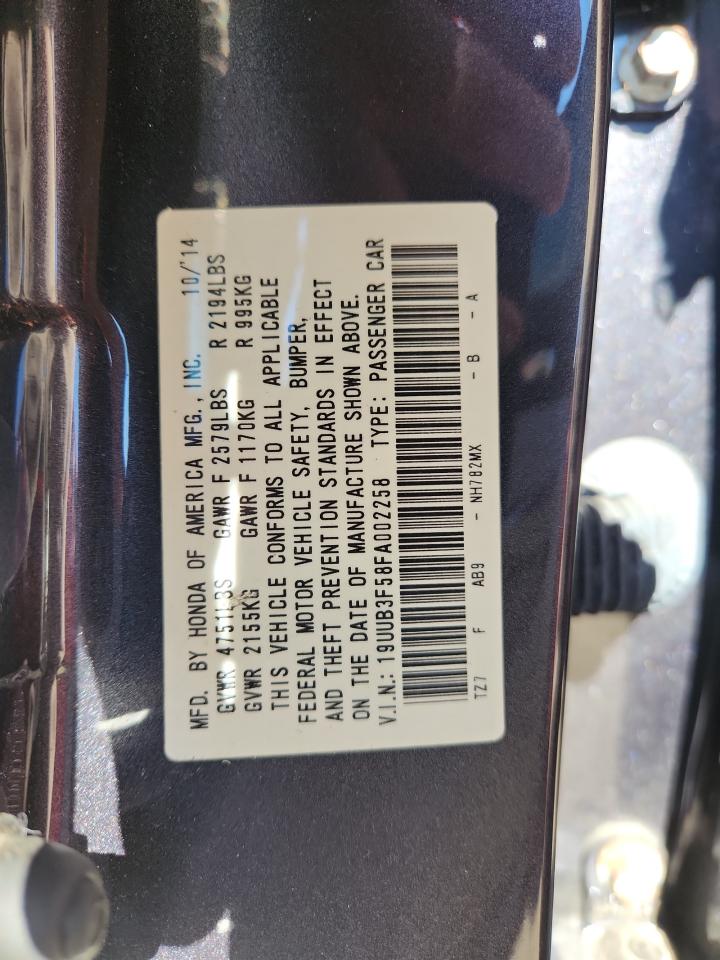 MFD. BY HONDA OF AMERICA MFG., INC. 10/'14
GVWR 4751LBS GAWR F 2579LBS R 2194LBS
GVWR 2155KG GAWR F 1170KG R 995KG
THIS VEHICLE CONFORMS TO ALL APPLICABLE
FEDERAL MOTOR VEHICLE SAFETY, BUMPER,
AND THEFT PREVENTION STANDARDS IN EFFECT
ON THE DATE OF MANUFACTURE SHOWN ABOVE.
V.I.N.: 19UUB3F58FA002258 TYPE: PASSENGER CAR
TZ7 F AB9 - NH782MX - B - A